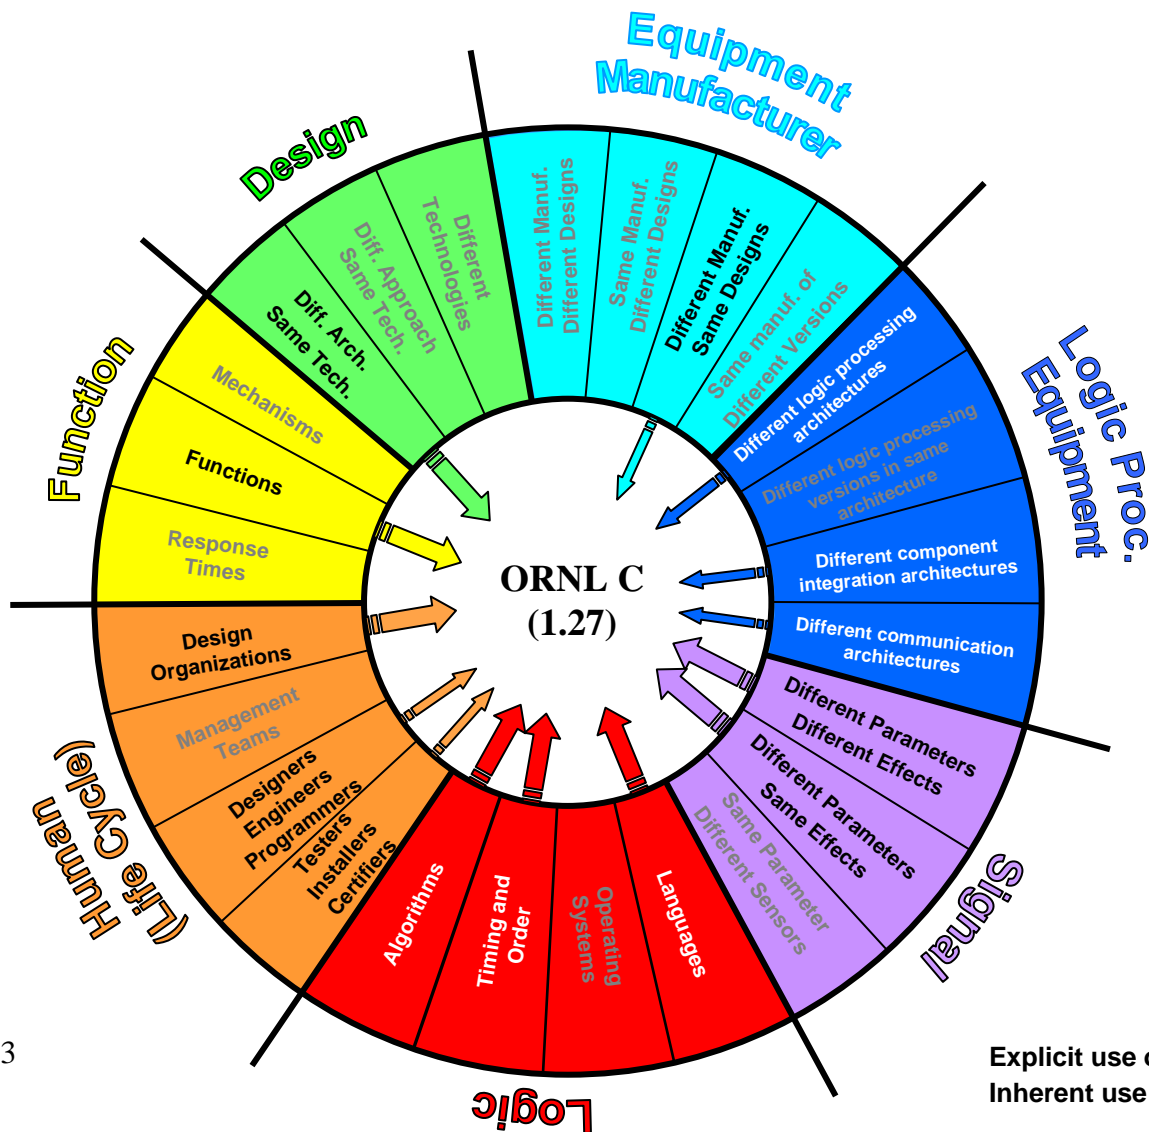 Equipment
Manufacturer
Design
Function
Human
(Life Cycle)
Logic
Signal
Logic Proc.
Equipment
Different Manuf.
Different Designs
Same Manuf.
Different Designs
Different Manuf.
Same Designs
Same manuf. of
Different Versions
Different logic processing
architectures
Different logic processing
versions in same
architecture
Different component
integration architectures
Different communication
architectures
Different Parameters
Different Effects
Different Parameters
Same Effects
Same Parameter
Different Sensors
Languages
Operating
Systems
Timing and
Order
Algorithms
Testers
Installers
Certifiers
Designers
Engineers
Programmers
Management
Teams
Design
Organizations
Response
Times
Functions
Mechanisms
Diff. Arch.
Same Tech.
Diff. Approach
Same Tech.
Different
Technologies
ORNL C
(1.27)
3
Explicit use
Inherent use